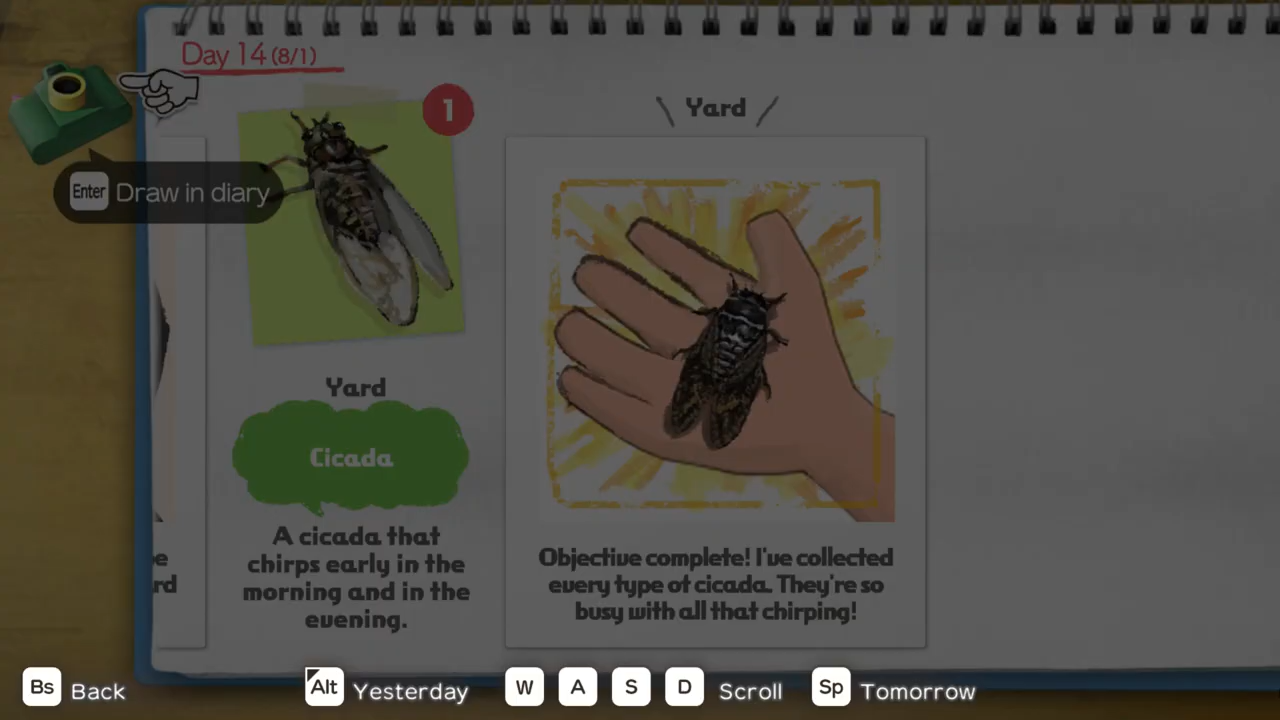 Day 14 (8/1)
Enter Draw in diary
1
Yard
Cicada
A cicada that
chirps early in the
morning and in the
evening.
Yard
Objective complete! I've collected
every type of cicada. They're so
busy with all that chirping!
Bs Back
Alt Yesterday
W A S D Scroll
Sp Tomorrow